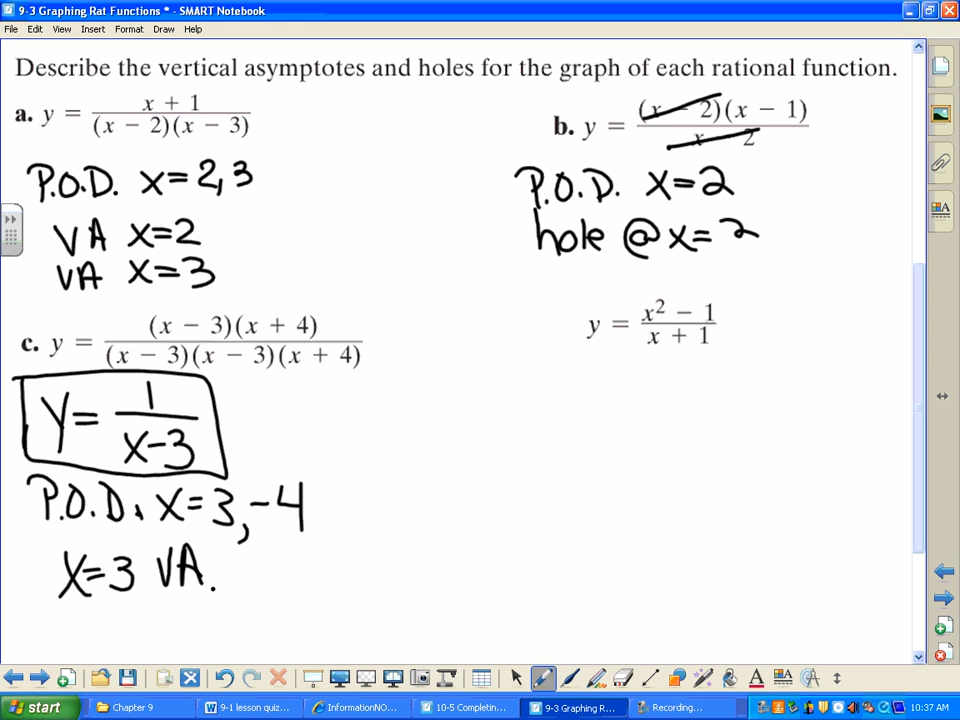 9-3 Graphing Rat Functions * - SMART Notebook
File Edit View Insert Format Draw Help
Describe the vertical asymptotes and holes for the graph of each rational function.
a. y = (x + 1) / ((x − 2)(x − 3))
P.O.D. x=2,3
VA x=2
VA x=3
b. y = ((x − 2)(x − 1)) / (x − 2)
P.O.D. x=2
hole @ x=2
c. y = ((x − 3)(x + 4)) / ((x − 3)(x − 3)(x + 4))
y = 1 / (x-3)
P.O.D. x=3,-4
x=3 VA.
y = (x² − 1) / (x + 1)
start
Chapter 9
9-1 lesson quiz...
InformationNO...
10-5 Completin...
9-3 Graphing R...
Recording...
10:37 AM